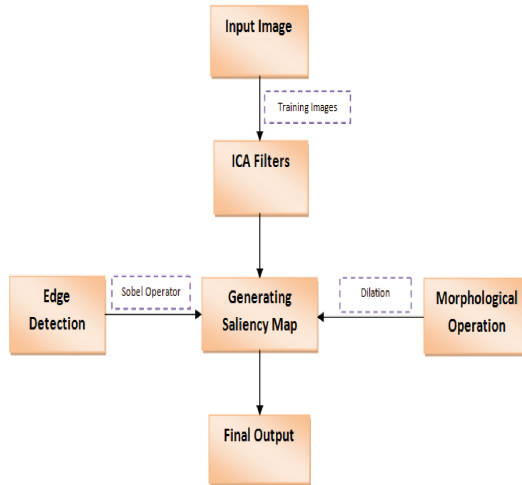 Input Image
Training Images
ICA Filters
Edge
Detection
Sobel Operator
Generating
Saliency Map
Dilation
Morphological
Operation
Final Output